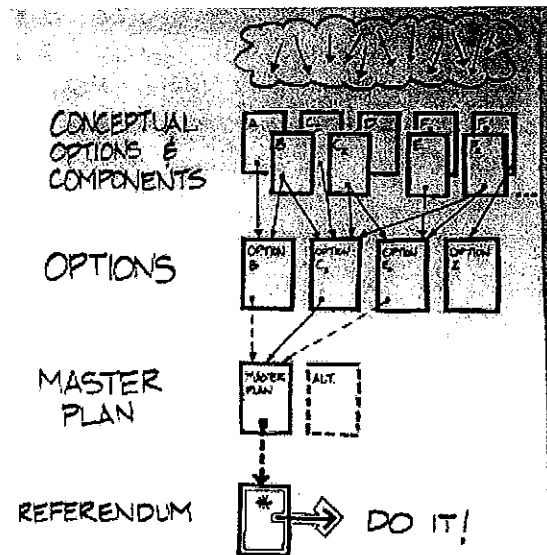 CONCEPTUAL
OPTIONS &
COMPONENTS
A
B
E
OPTIONS
OPTION
B
OPTION
OPTION
OPTION
MASTER
PLAN
MASTER
PLAN
ALT.
REFERENDUM
DO IT!